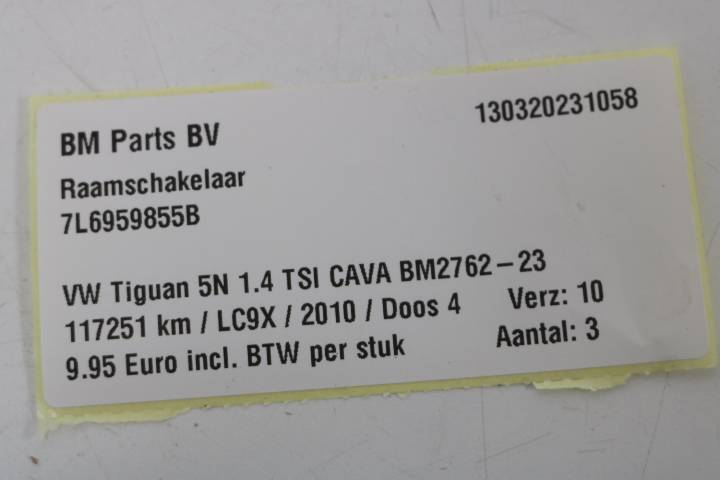 BM Parts BV 130320231058
Raamschakelaar
7L6959855B
VW Tiguan 5N 1.4 TSI CAVA BM2762-23
117251 km / LC9X / 2010 / Doos 4 Verz: 10
9.95 Euro incl. BTW per stuk Aantal: 3